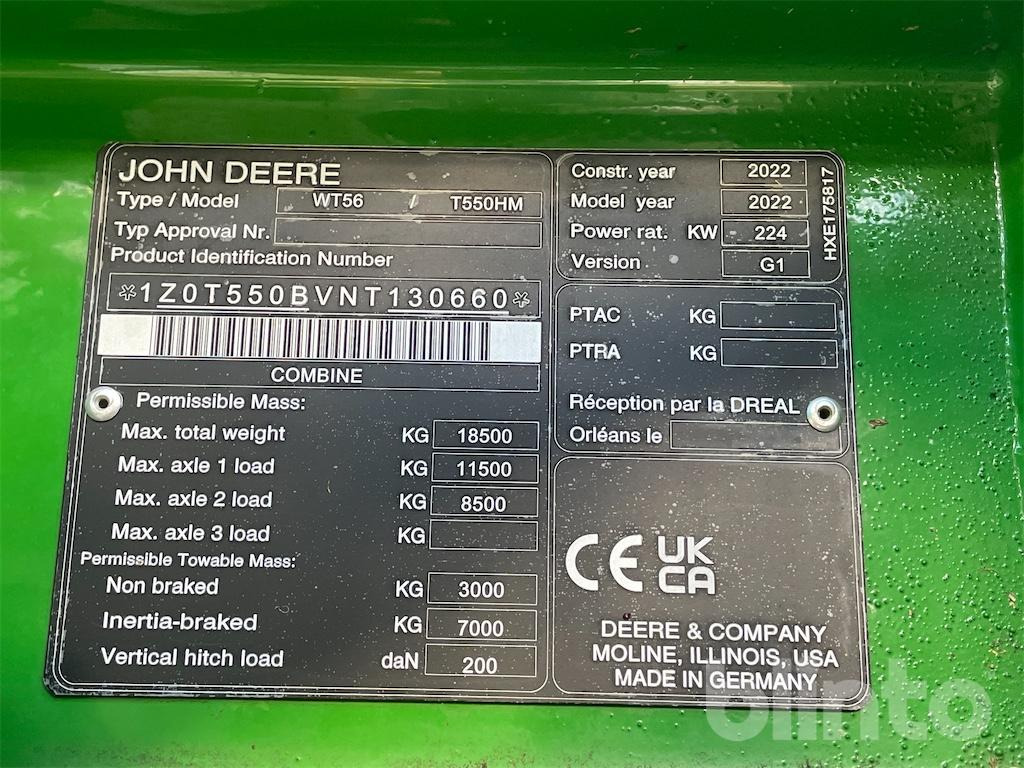 JOHN DEERE
Type / Model WT56 / T550HM
Typ Approval Nr.
Product Identification Number
*1Z0T550BVNT130660*
COMBINE
Permissible Mass:
Max. total weight KG 18500
Max. axle 1 load KG 11500
Max. axle 2 load KG 8500
Max. axle 3 load KG
Permissible Towable Mass:
Non braked KG 3000
Inertia-braked KG 7000
Vertical hitch load daN 200
Constr. year 2022
Model year 2022
Power rat. KW 224
Version G1
HXE175817
PTAC KG
PTRA KG
Réception par la DREAL
Orléans le
CE UK
CA
DEERE & COMPANY
MOLINE, ILLINOIS, USA
MADE IN GERMANY
blinto